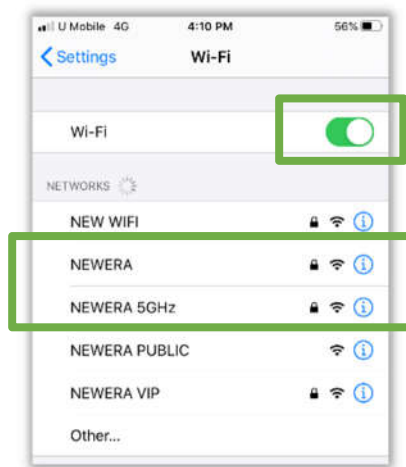 U Mobile 4G 4:10 PM 56%
Settings Wi-Fi
Wi-Fi
NETWORKS
NEW WIFI
NEWERA
NEWERA 5GHz
NEWERA PUBLIC
NEWERA VIP
Other...